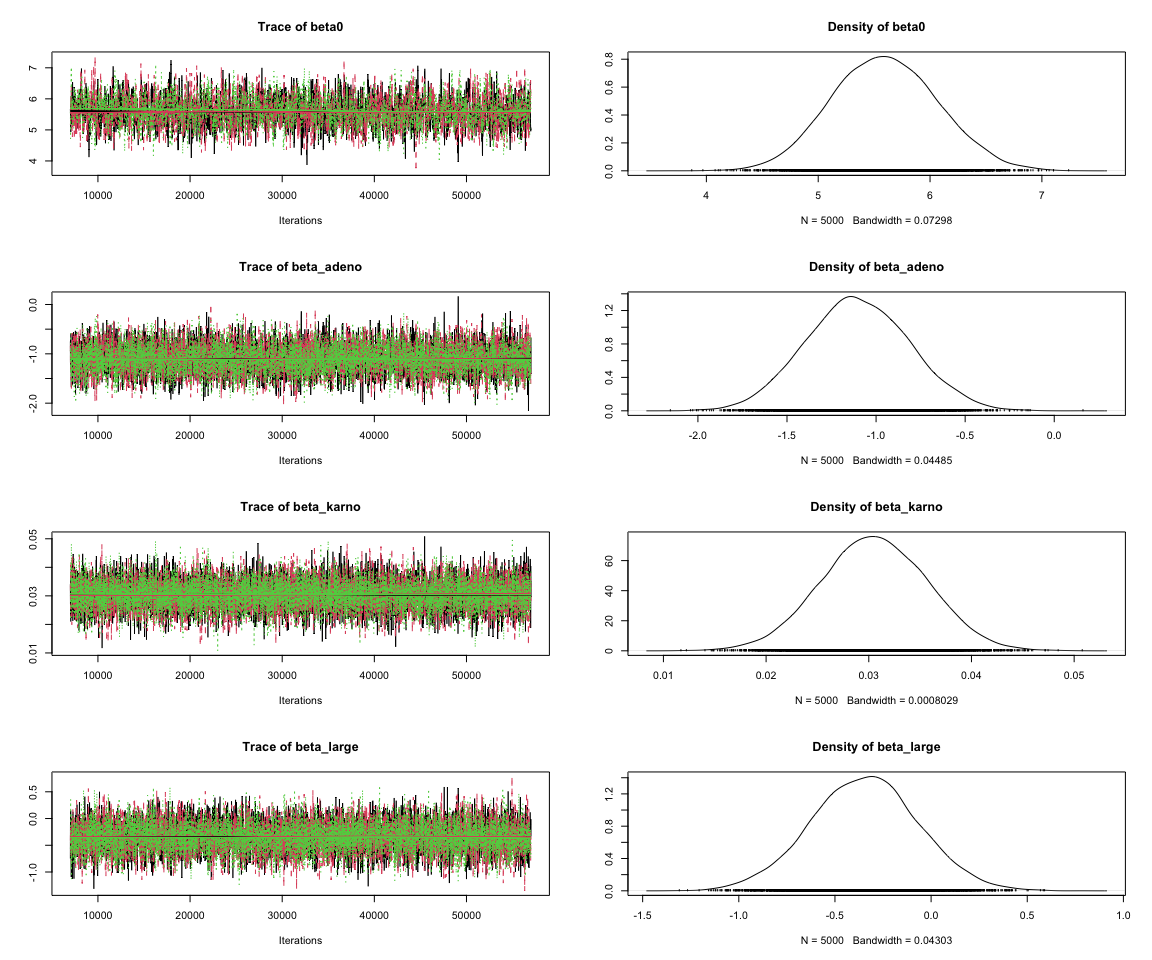 Trace of beta0
7
6
5
4
10000 20000 30000 40000 50000
Iterations
Density of beta0
0.8
0.6
0.4
0.2
0.0
4 5 6 7
N = 5000 Bandwidth = 0.07298
Trace of beta_adeno
0.0
-1.0
-2.0
10000 20000 30000 40000 50000
Iterations
Density of beta_adeno
1.2
0.8
0.4
0.0
-2.0 -1.5 -1.0 -0.5 0.0
N = 5000 Bandwidth = 0.04485
Trace of beta_karno
0.05
0.03
0.01
10000 20000 30000 40000 50000
Iterations
Density of beta_karno
60
40
20
0
0.01 0.02 0.03 0.04 0.05
N = 5000 Bandwidth = 0.0008029
Trace of beta_large
0.5
0.0
-1.0
10000 20000 30000 40000 50000
Iterations
Density of beta_large
1.2
0.8
0.4
0.0
-1.5 -1.0 -0.5 0.0 0.5 1.0
N = 5000 Bandwidth = 0.04303